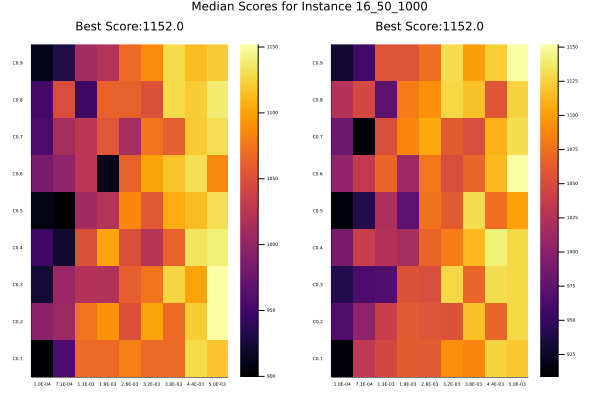 Median Scores for Instance 16_50_1000
Best Score:1152.0
Best Score:1152.0
C0.9
C0.8
C0.7
C0.6
C0.5
C0.4
C0.3
C0.2
C0.1
1.0E-04 7.1E-04 1.3E-03 1.9E-03 2.6E-03 3.2E-03 3.8E-03 4.4E-03 5.0E-03
1150
1100
1050
1000
950
900
C0.9
C0.8
C0.7
C0.6
C0.5
C0.4
C0.3
C0.2
C0.1
1.0E-04 7.1E-04 1.3E-03 1.9E-03 2.6E-03 3.2E-03 3.8E-03 4.4E-03 5.0E-03
1150
1125
1100
1075
1050
1025
1000
975
950
925